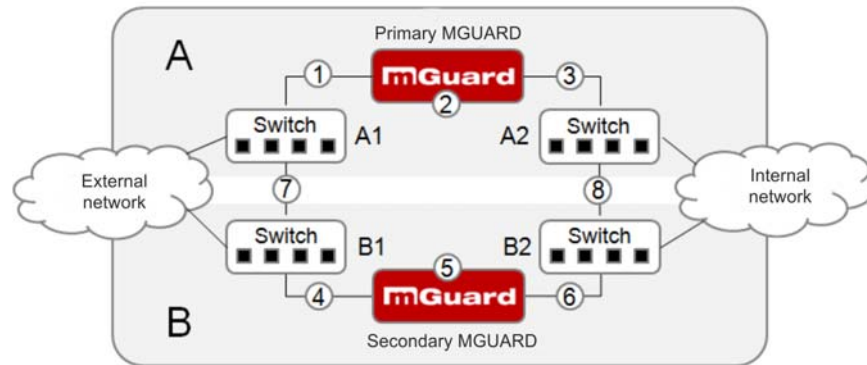 Primary MGUARD
A
1
mGuard
3
2
Switch
A1
A2
Switch
External
network
7
8
Internal
network
Switch
B1
B2
Switch
5
4
mGuard
6
B
Secondary MGUARD